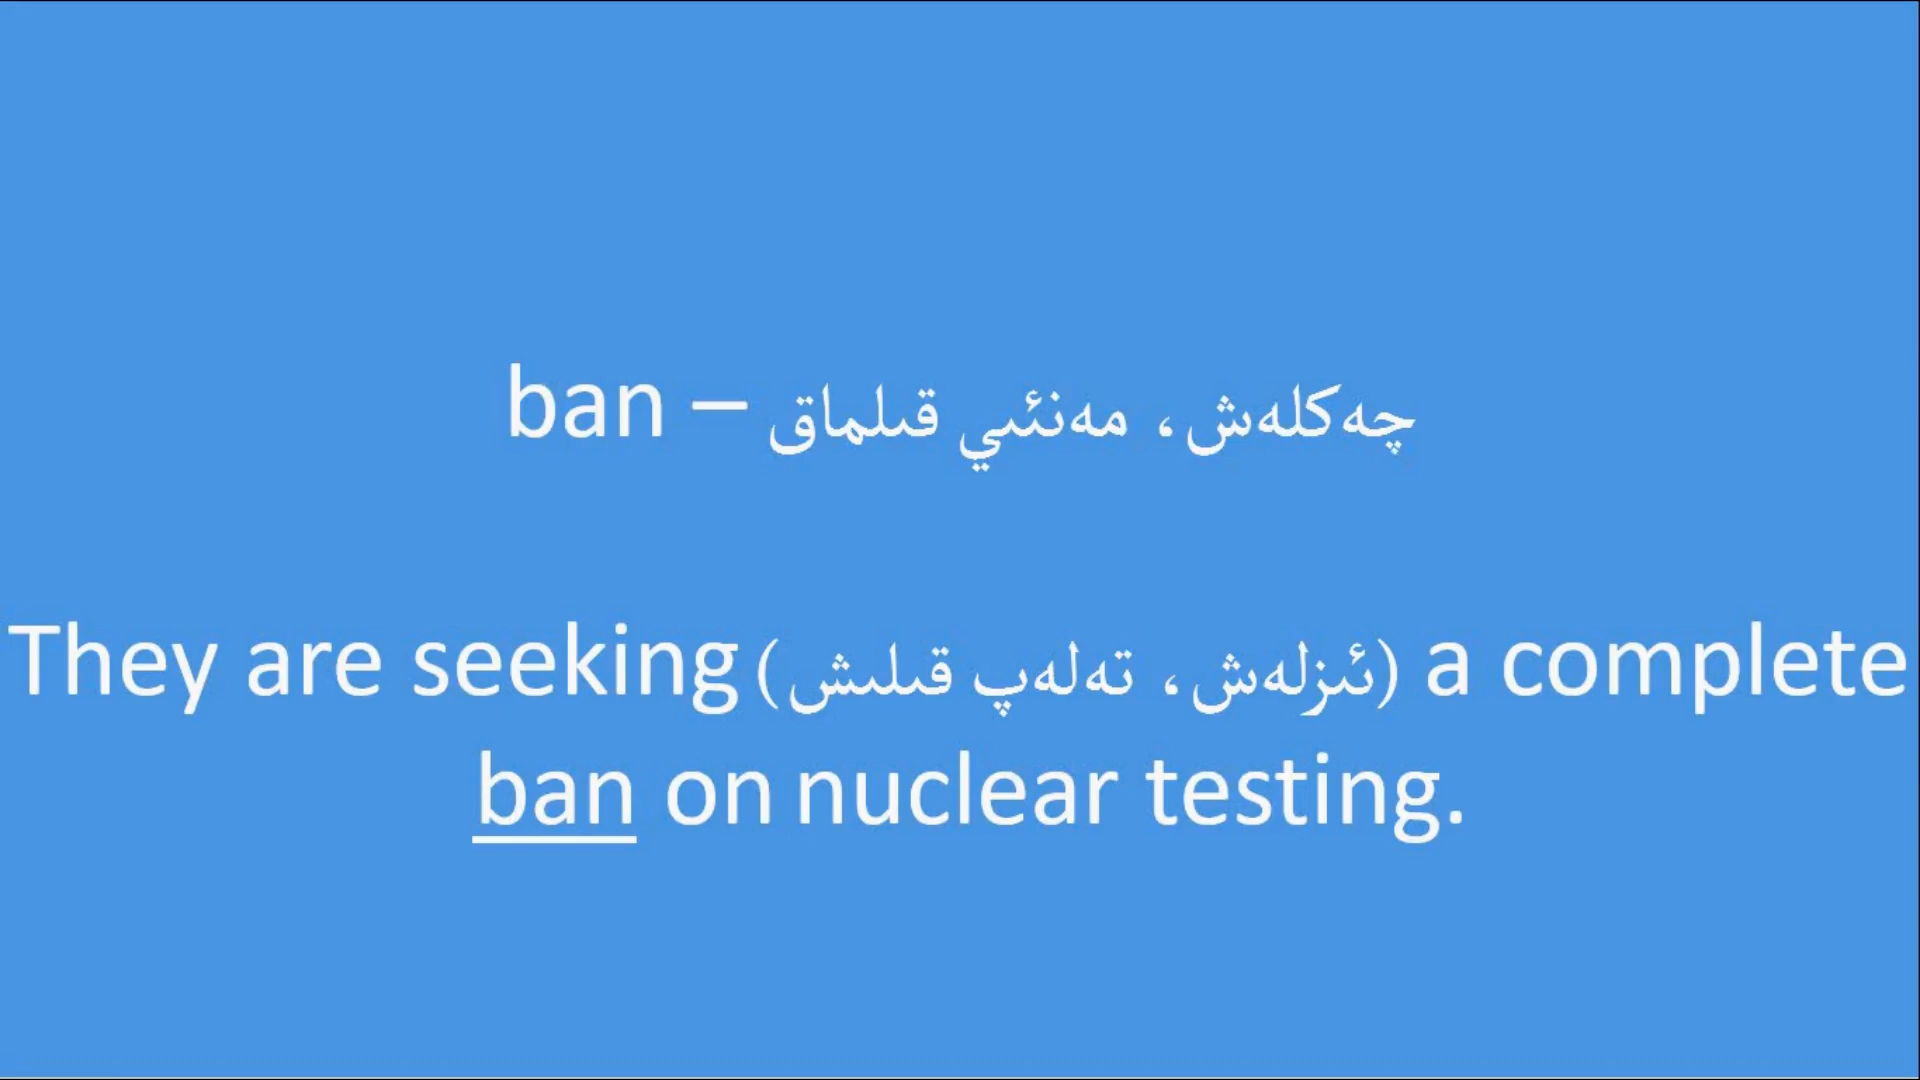 ban – چەكلەش، مەنئىي قىلماق
They are seeking (ئىزلەش، تەلەپ قىلىش) a complete
ban on nuclear testing.